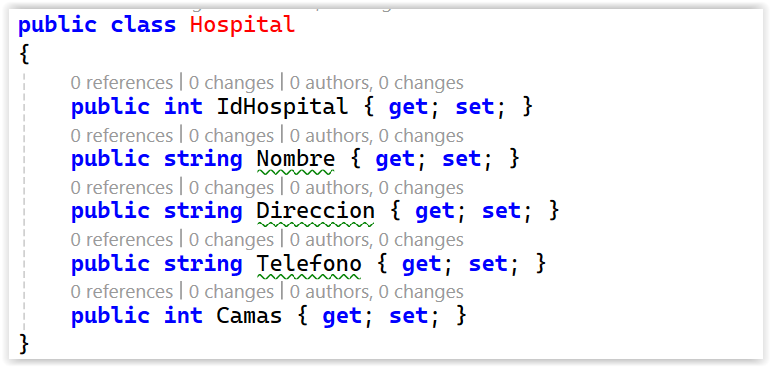 public class Hospital
{
0 references | 0 changes | 0 authors, 0 changes
public int IdHospital { get; set; }
0 references | 0 changes | 0 authors, 0 changes
public string Nombre { get; set; }
0 references | 0 changes | 0 authors, 0 changes
public string Direccion { get; set; }
0 references | 0 changes | 0 authors, 0 changes
public string Telefono { get; set; }
0 references | 0 changes | 0 authors, 0 changes
public int Camas { get; set; }
}